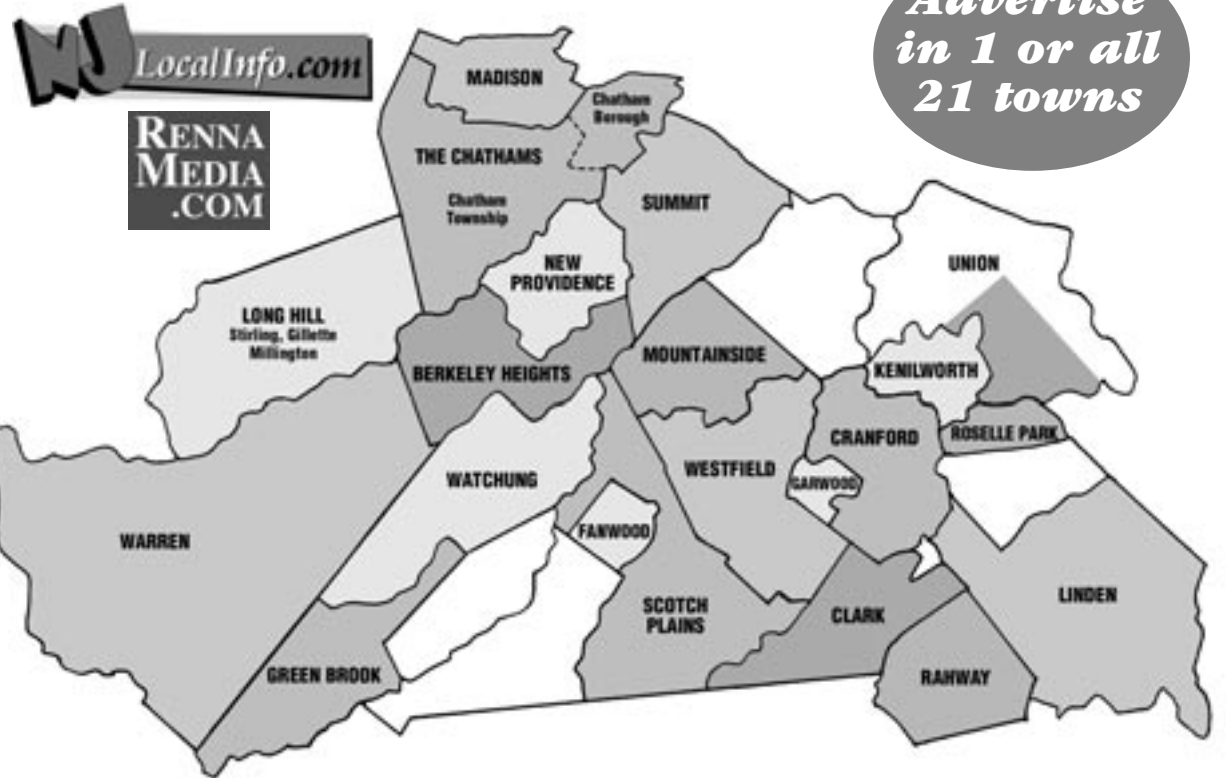 NJ
LocalInfo.com
RENNA
MEDIA
.COM
Advertise
in 1 or all
21 towns
MADISON
Chatham
Borough
THE CHATHAMS
Chatham
Township
SUMMIT
NEW
PROVIDENCE
UNION
LONG HILL
Stirling, Gillette
Millington
BERKELEY HEIGHTS
MOUNTAINSIDE
KENILWORTH
CRANFORD
ROSELLE PARK
WATCHUNG
WESTFIELD
GARWOOD
WARREN
FANWOOD
SCOTCH
PLAINS
CLARK
LINDEN
GREEN BROOK
RAHWAY